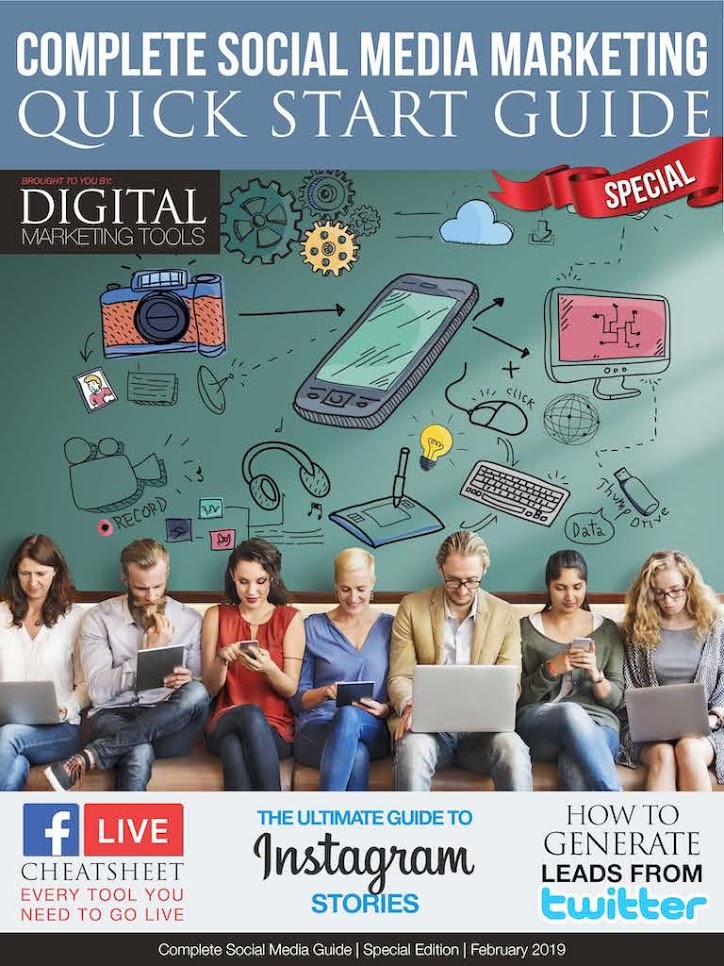 COMPLETE SOCIAL MEDIA MARKETING
QUICK START GUIDE
SPECIAL
BROUGHT TO YOU BY:
DIGITAL
MARKETING TOOLS
CLICK
RECORD
Thump Drive
Data
f LIVE
CHEATSHEET
EVERY TOOL YOU
NEED TO GO LIVE
THE ULTIMATE GUIDE TO
Instagram
STORIES
HOW TO
GENERATE
LEADS FROM
twitter
Complete Social Media Guide | Special Edition | February 2019